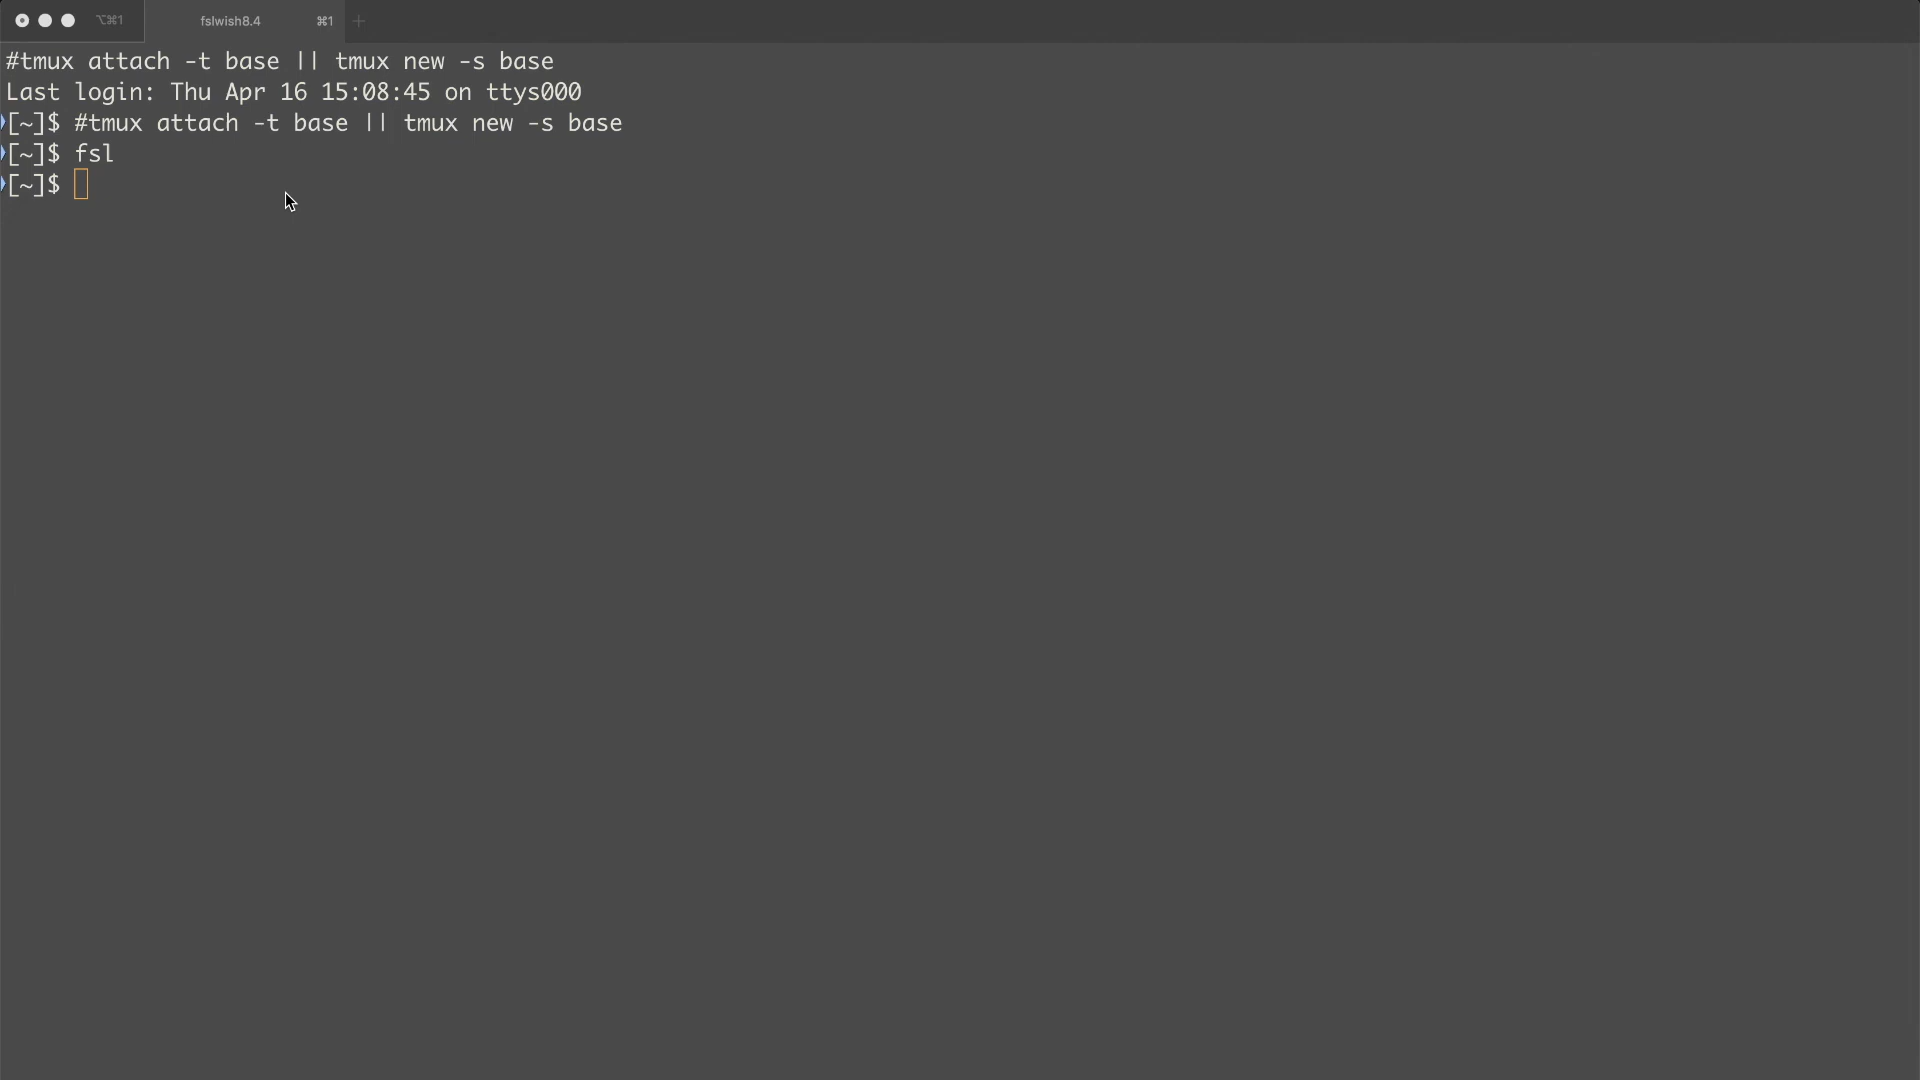 ⌥⌘1 fslwish8.4 ⌘1 +
#tmux attach -t base || tmux new -s base
Last login: Thu Apr 16 15:08:45 on ttys000
[~]$ #tmux attach -t base || tmux new -s base
[~]$ fsl
[~]$